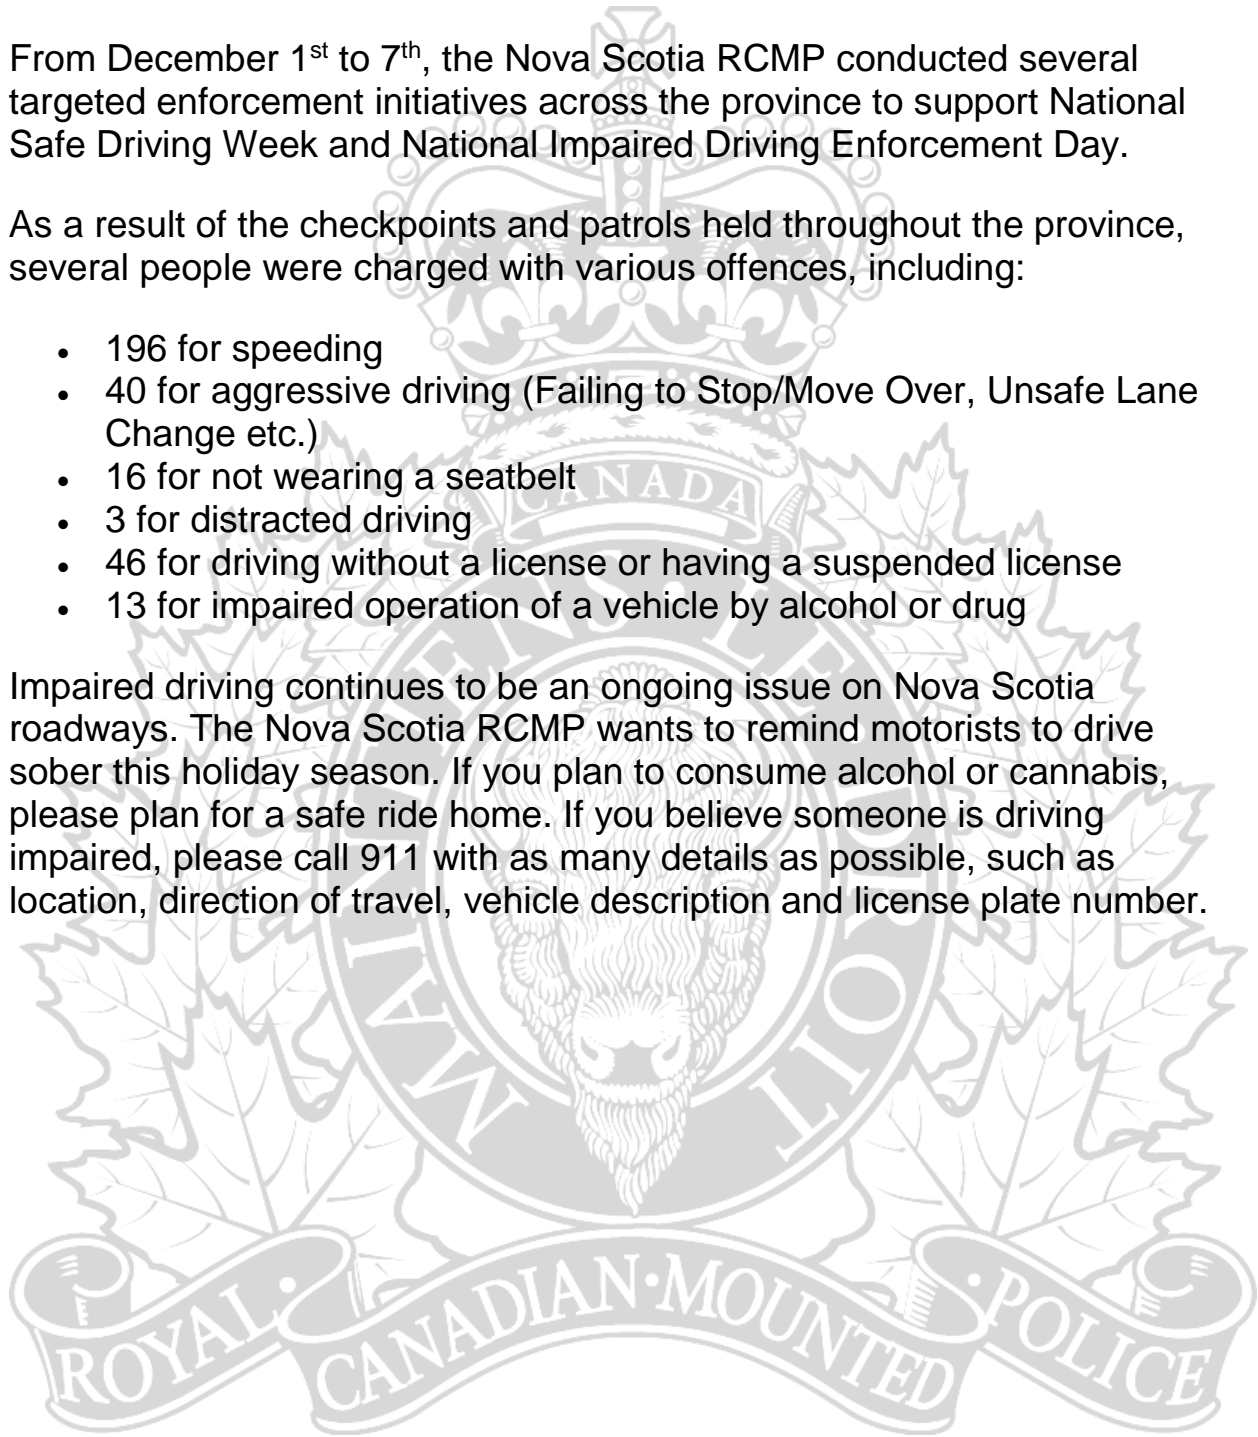 From December 1st to 7th, the Nova Scotia RCMP conducted several
targeted enforcement initiatives across the province to support National
Safe Driving Week and National Impaired Driving Enforcement Day.
As a result of the checkpoints and patrols held throughout the province,
several people were charged with various offences, including:
• 196 for speeding
• 40 for aggressive driving (Failing to Stop/Move Over, Unsafe Lane
Change etc.)
• 16 for not wearing a seatbelt
• 3 for distracted driving
• 46 for driving without a license or having a suspended license
• 13 for impaired operation of a vehicle by alcohol or drug
Impaired driving continues to be an ongoing issue on Nova Scotia
roadways. The Nova Scotia RCMP wants to remind motorists to drive
sober this holiday season. If you plan to consume alcohol or cannabis,
please plan for a safe ride home. If you believe someone is driving
impaired, please call 911 with as many details as possible, such as
location, direction of travel, vehicle description and license plate number.
CANADA
MAINTIENS • LE • DROIT
ROYAL • CANADIAN • MOUNTED • POLICE